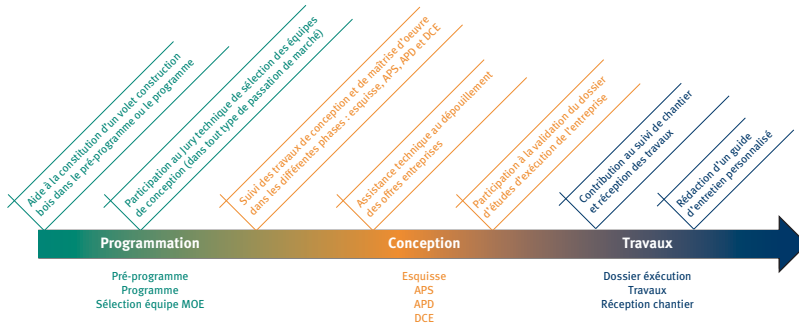 Aide à la constitution d'un volet construction
bois dans le pré-programme ou le programme
Participation au jury technique de sélection des équipes
de conception (dans tout type de passation de marché)
Suivi des travaux de conception et de maîtrise d'oeuvre
dans les différentes phases : esquisse, APS, APD et DCE
Assistance technique au dépouillement
des offres entreprises
Participation à la validation du dossier
d'études d'exécution de l'entreprise
Contribution au suivi de chantier
et réception des travaux
Rédaction d'un guide
d'entretien personnalisé
Programmation
Conception
Travaux
Pré-programme
Programme
Sélection équipe MOE
Esquisse
APS
APD
DCE
Dossier éxécution
Travaux
Réception chantier